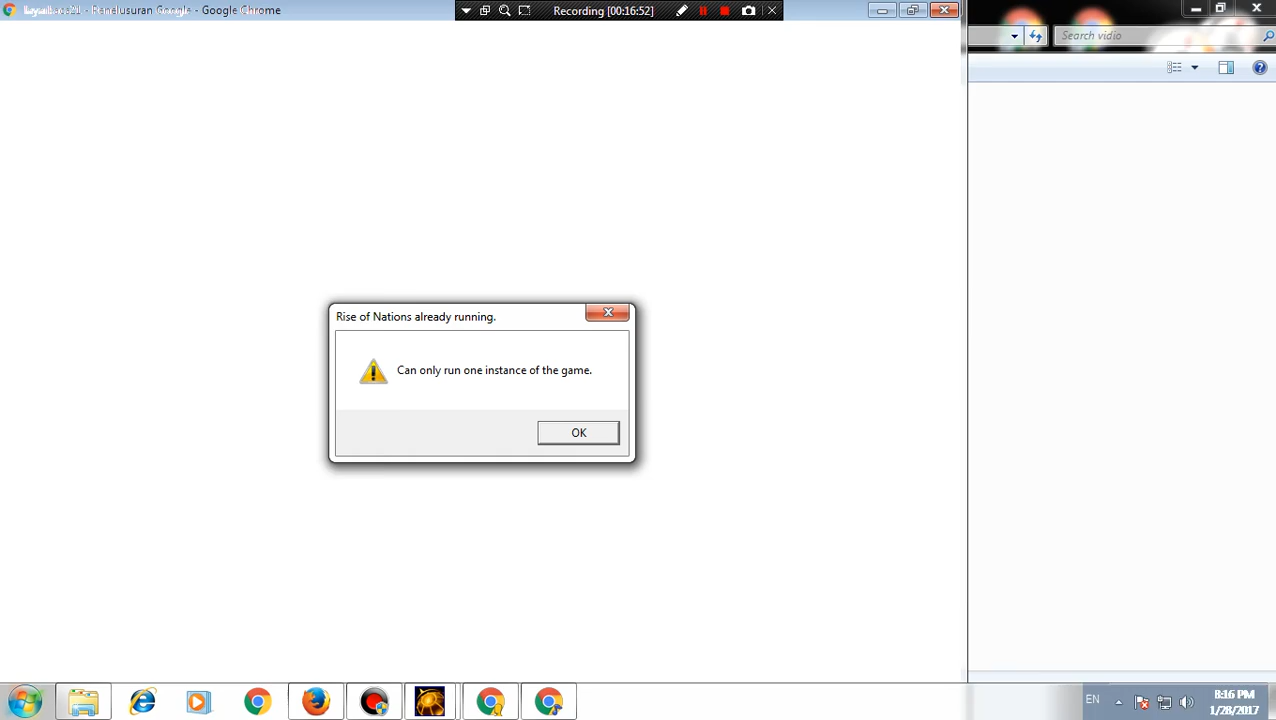 Penelusuran Google - Google Chrome
Recording [00:16:52]
Search vidio
Rise of Nations already running.
Can only run one instance of the game.
OK
EN
8:16 PM
1/28/2017